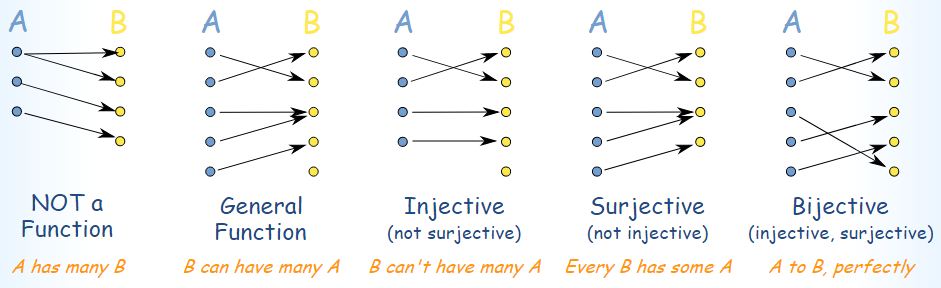 A B
A B
A B
A B
A B
NOT a
Function
A has many B
General
Function
B can have many A
Injective
(not surjective)
B can't have many A
Surjective
(not injective)
Every B has some A
Bijective
(injective, surjective)
A to B, perfectly